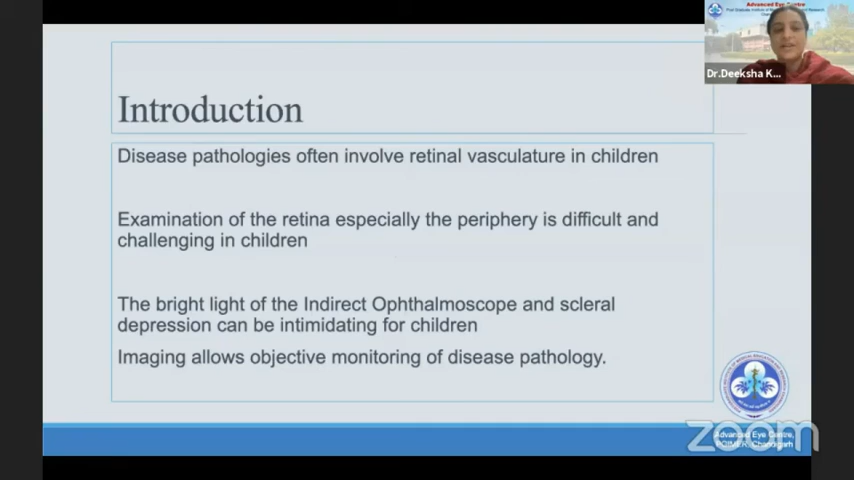 Advanced Eye Centre
Dr.Deeksha K...
Introduction
Disease pathologies often involve retinal vasculature in children
Examination of the retina especially the periphery is difficult and
challenging in children
The bright light of the Indirect Ophthalmoscope and scleral
depression can be intimidating for children
Imaging allows objective monitoring of disease pathology.
zoom
Advanced Eye Centre,
PGIMER, Chandigarh